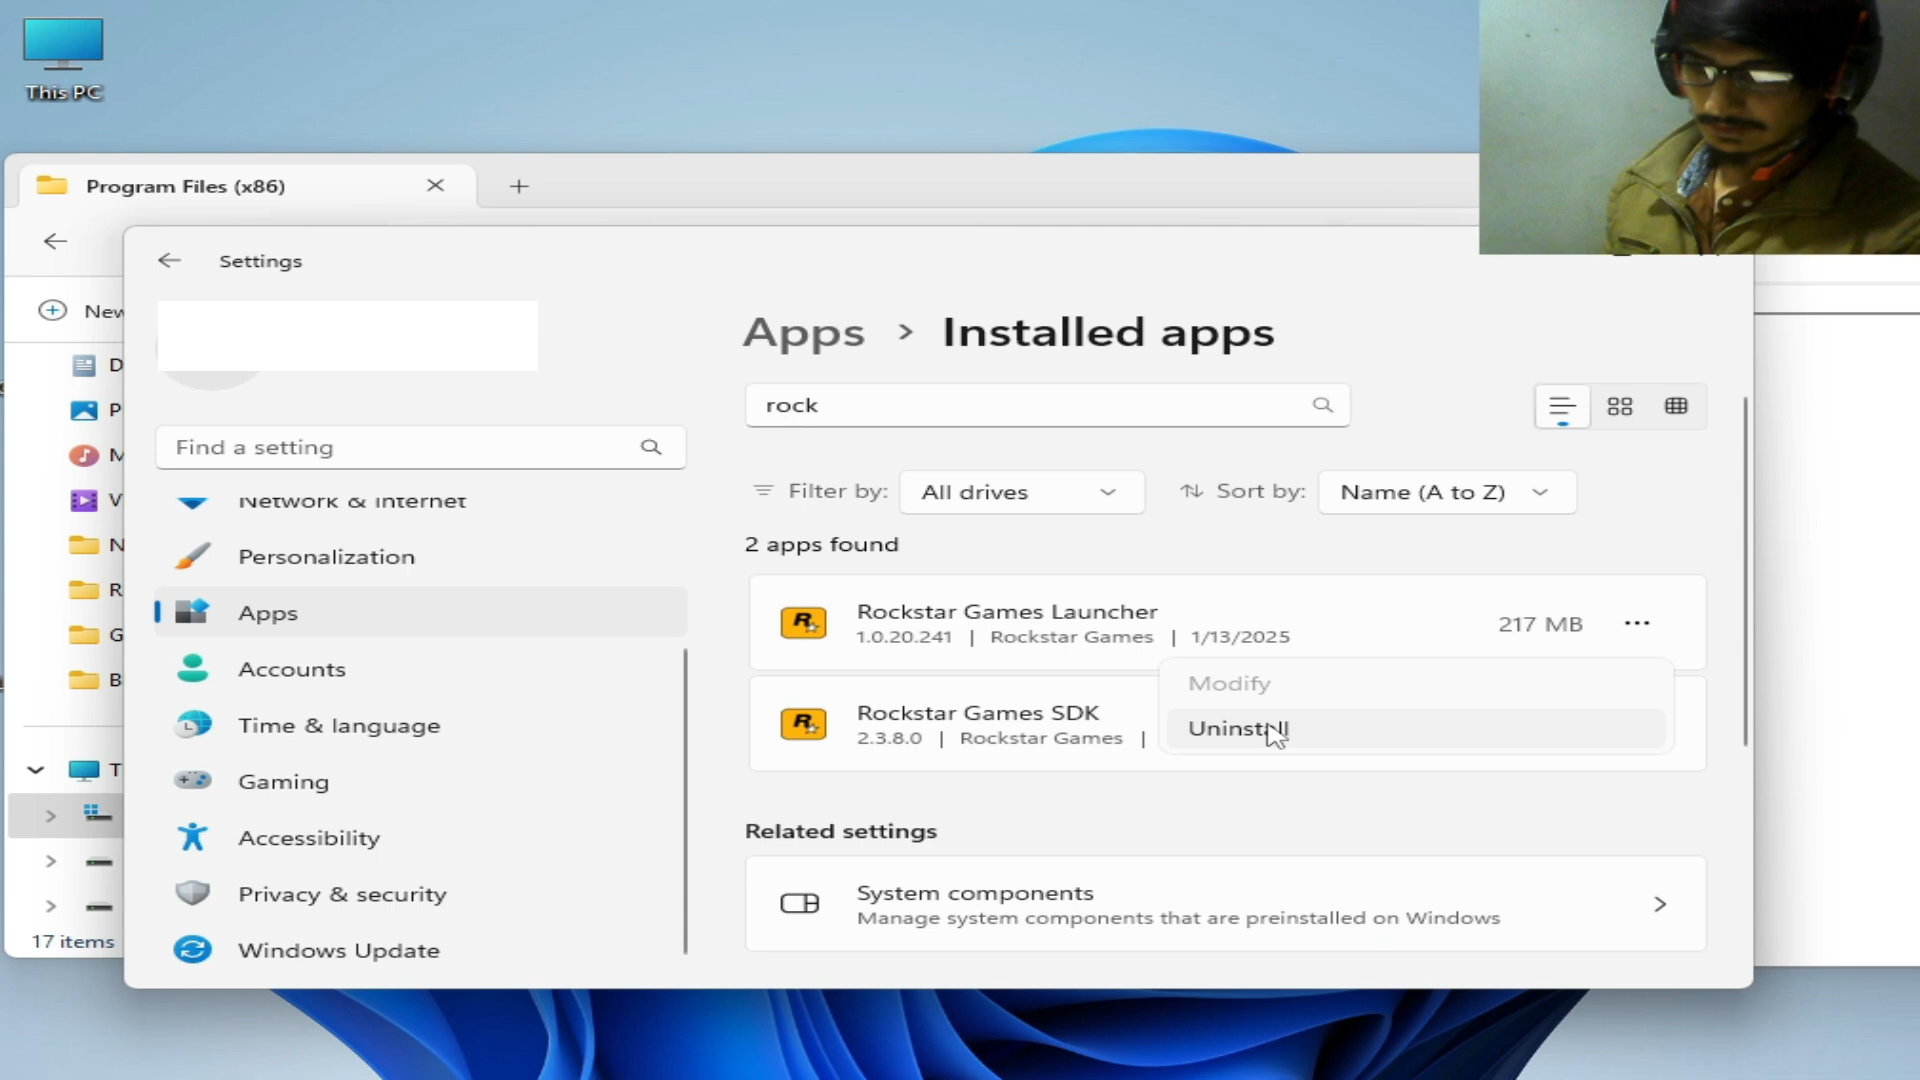 This PC
Program Files (x86)
New
Settings
Find a setting
Network & internet
Personalization
Apps
Accounts
Time & language
Gaming
Accessibility
Privacy & security
Windows Update
D
P
M
V
N
R
G
B
T
17 items
Apps > Installed apps
rock
Filter by: All drives
Sort by: Name (A to Z)
2 apps found
Rockstar Games Launcher
1.0.20.241 | Rockstar Games | 1/13/2025
217 MB
Modify
Uninstall
Rockstar Games SDK
2.3.8.0 | Rockstar Games |
Related settings
System components
Manage system components that are preinstalled on Windows